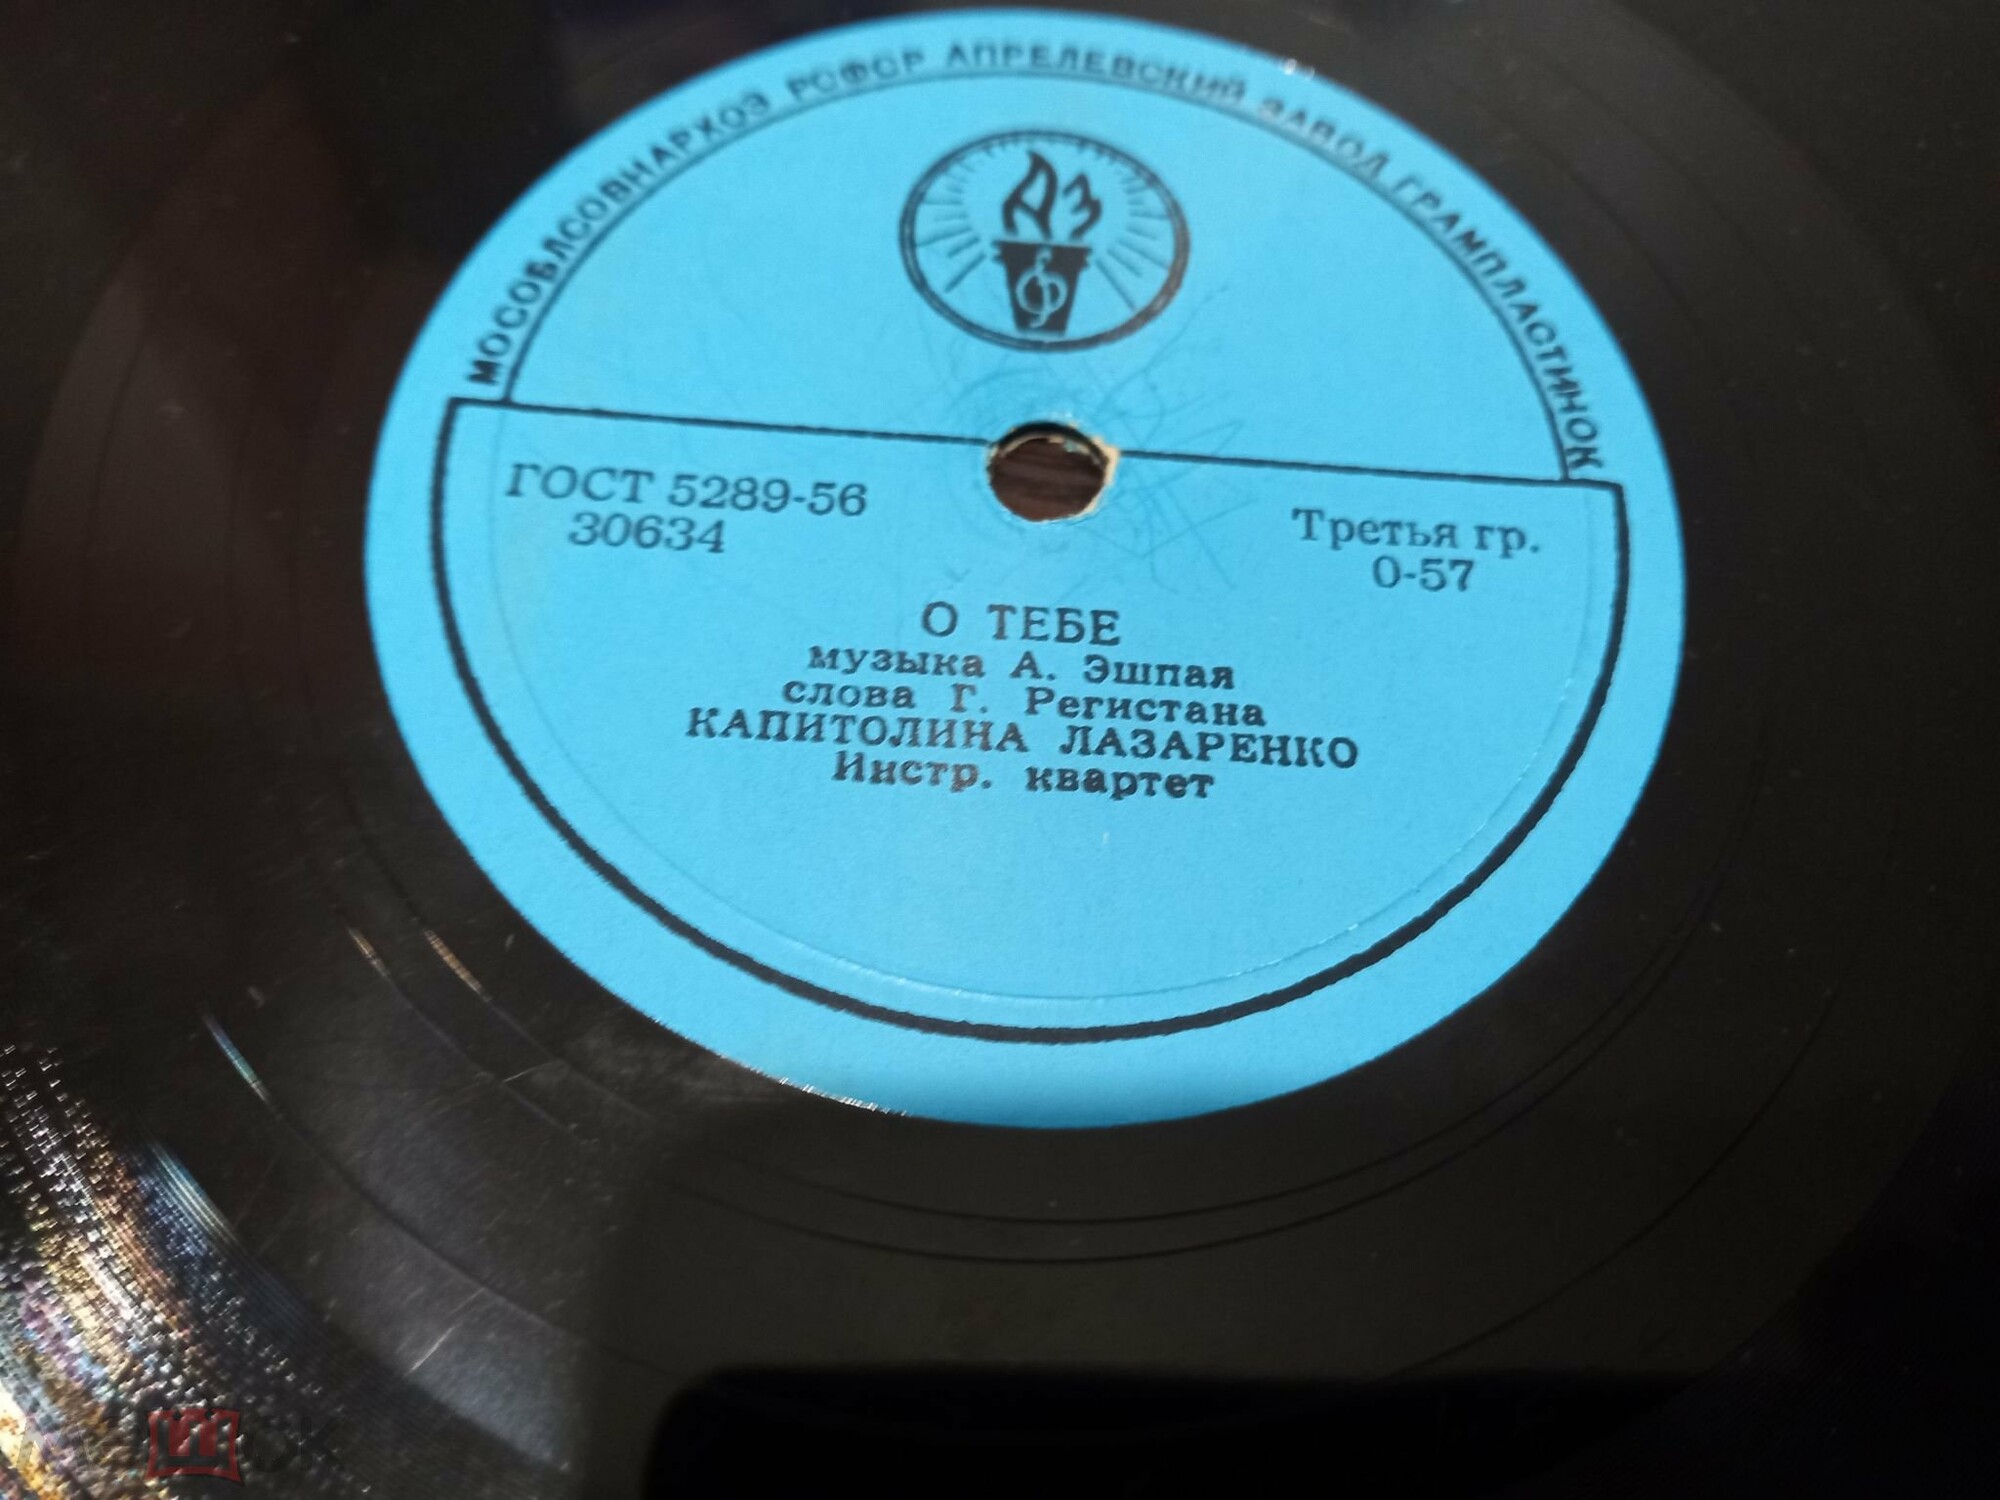 МОСОБЛСОВНАРХОЗ РСФСР АПРЕЛЕВСКИЙ ЗАВОД ГРАМПЛАСТИНОК
АЗ
ГОСТ 5289-56
30634
Третья гр.
0-57
О ТЕБЕ
музыка А. Эшпая
слова Г. Регистана
КАПИТОЛИНА ЛАЗАРЕНКО
Инстр. квартет